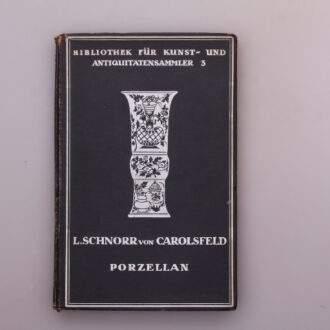 BIBLIOTHEK FÜR KUNST- UND
ANTIQUITÄTENSAMMLER 3
L. SCHNORR VON CAROLSFELD
PORZELLAN